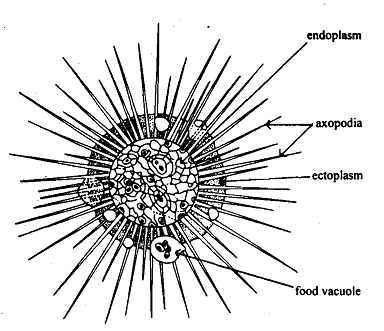 endoplasm
axopodia
ectoplasm
food vacuole